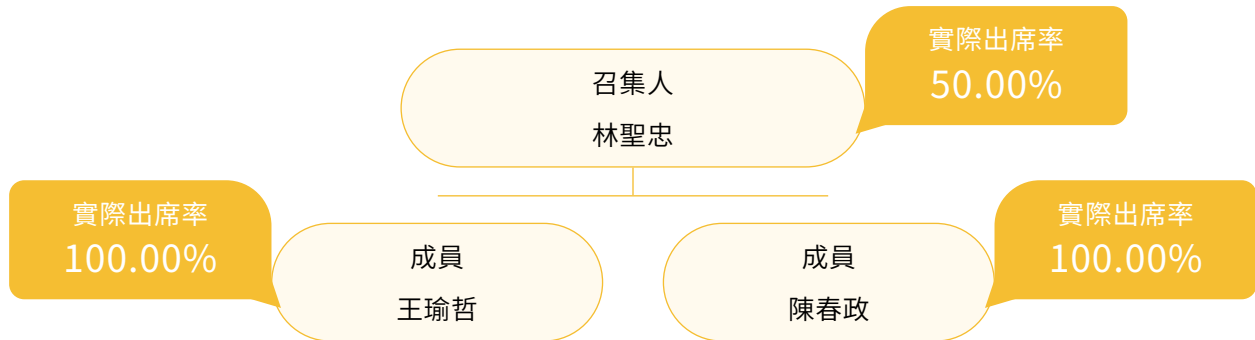 召集人
林聖忠
實際出席率
50.00%
實際出席率
100.00%
成員
王瑜哲
成員
陳春政
實際出席率
100.00%